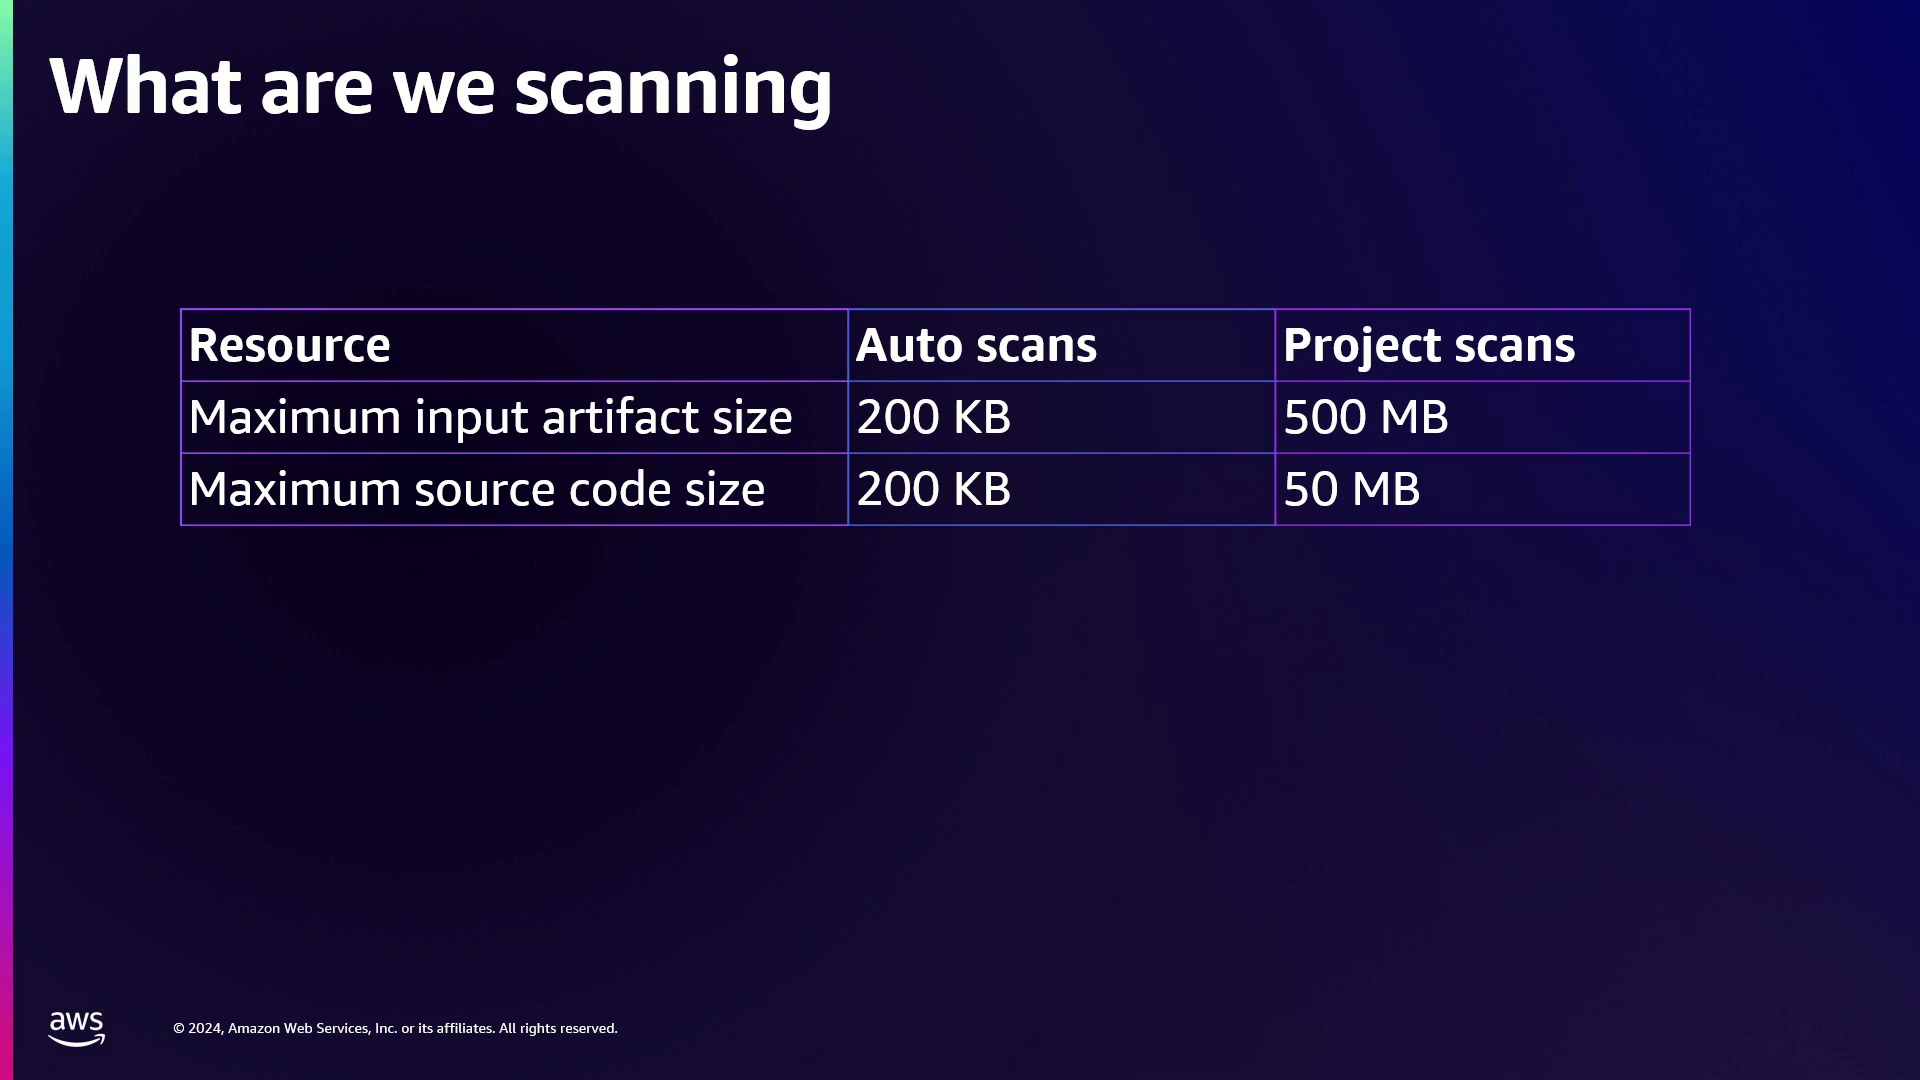 What are we scanning
Resource Auto scans Project scans
Maximum input artifact size 200 KB 500 MB
Maximum source code size 200 KB 50 MB
aws
© 2024, Amazon Web Services, Inc. or its affiliates. All rights reserved.